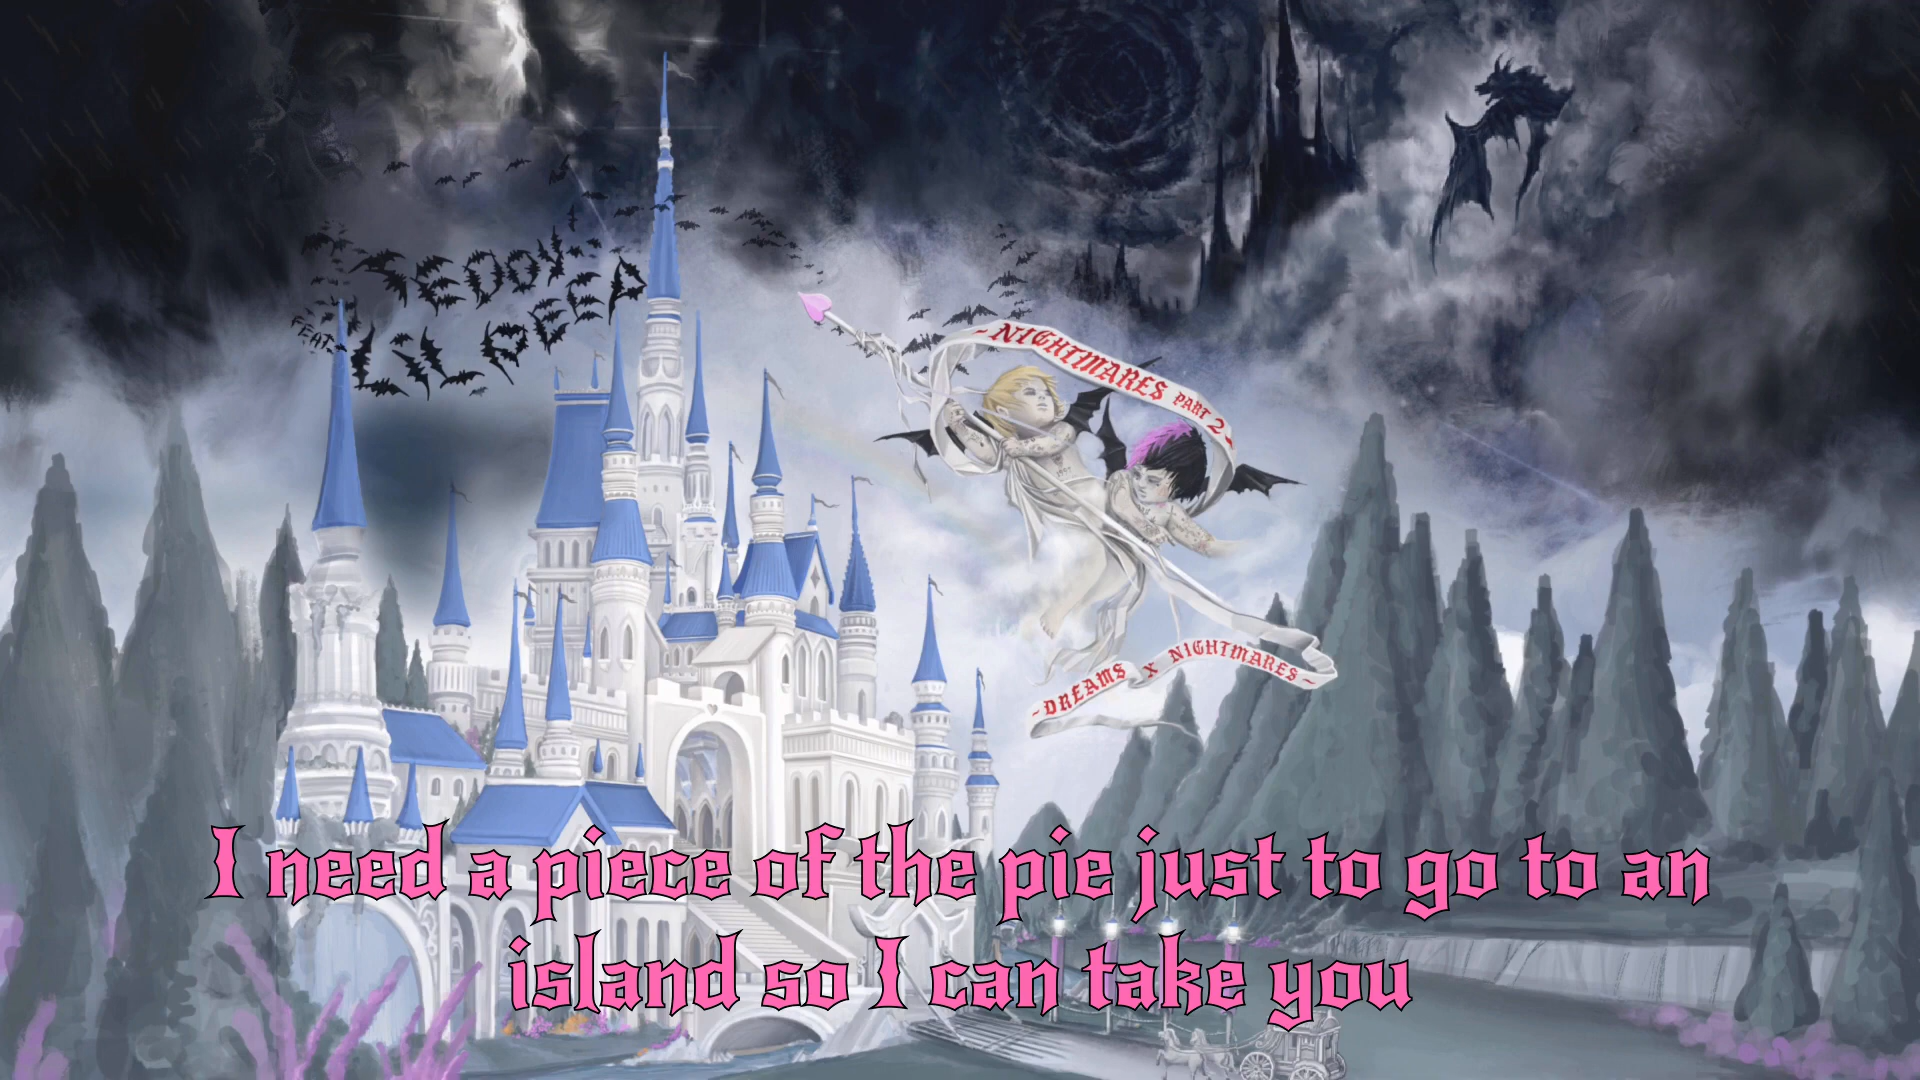 TEDDY
FEAT
LIL PEEP
~NIGHTMARES PART 2~
~DREAMS X NIGHTMARES~
I need a piece of the pie just to go to an
island so I can take you